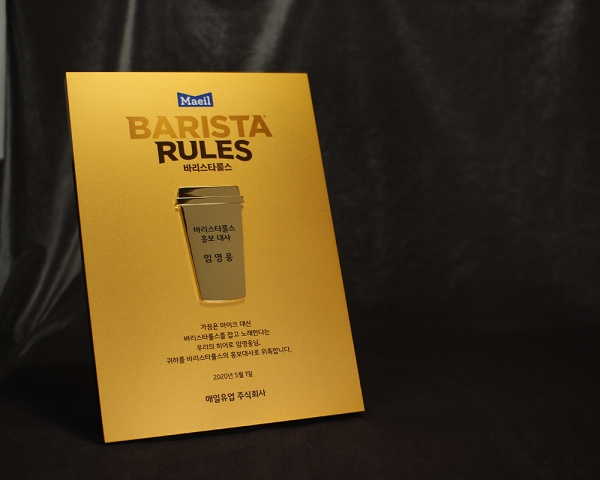 Maeil
BARISTA
RULES
바리스타룰스
바리스타룰스
홍보 대사
임영웅
가끔은 마이크 대신
바리스타룰스를 잡고 노래한다는
우리의 히어로 임영웅님,
귀하를 바리스타룰스의 홍보대사로 위촉합니다.
2020년 5월 1일
매일유업 주식회사